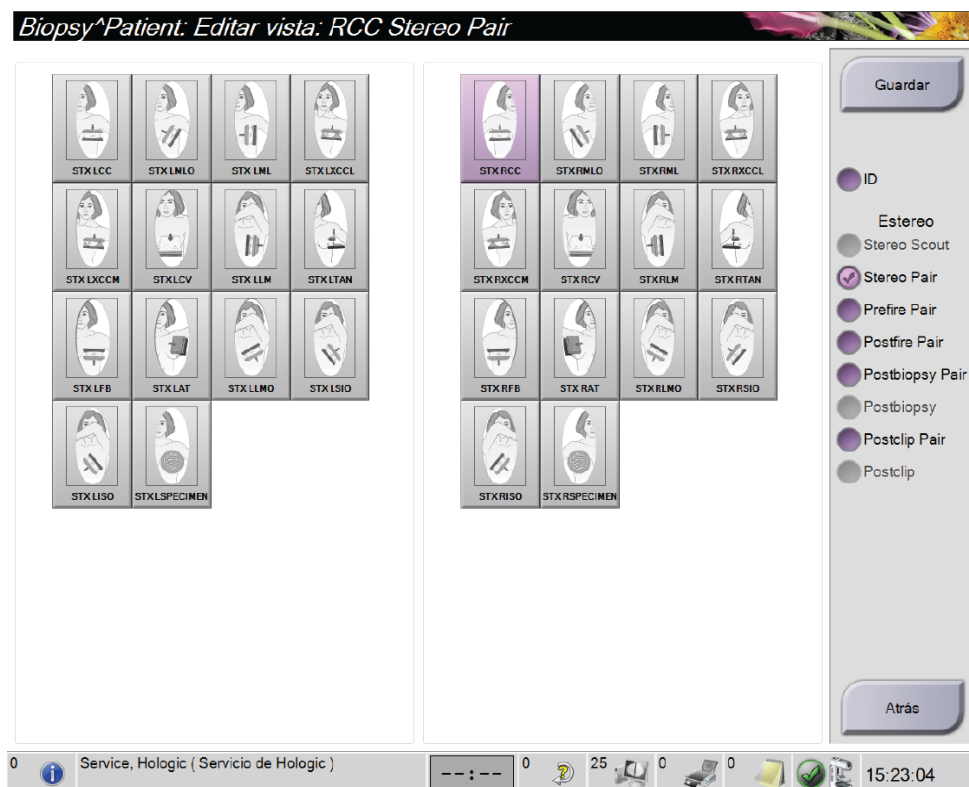 Biopsy^Patient: Editar vista: RCC Stereo Pair
STX LCC STX LMLO STX LML STX LXCCL
STX LXCCM STX LCV STX LLM STX LTAN
STX LFB STX LAT STX LLMO STX LSIO
STX LISO STX LSPECIMEN
STX RCC STX RMLO STX RML STX RXCCL
STX RXCCM STX RCV STX RLM STX RTAN
STX RFB STX RAT STX RLMO STX RSIO
STX RISO STX RSPECIMEN
Guardar
ID
Estereo
Stereo Scout
Stereo Pair
Prefire Pair
Postfire Pair
Postbiopsy Pair
Postbiopsy
Postclip Pair
Postclip
Atrás
0 Service, Hologic ( Servicio de Hologic ) --:-- 0 25 0 0 15:23:04